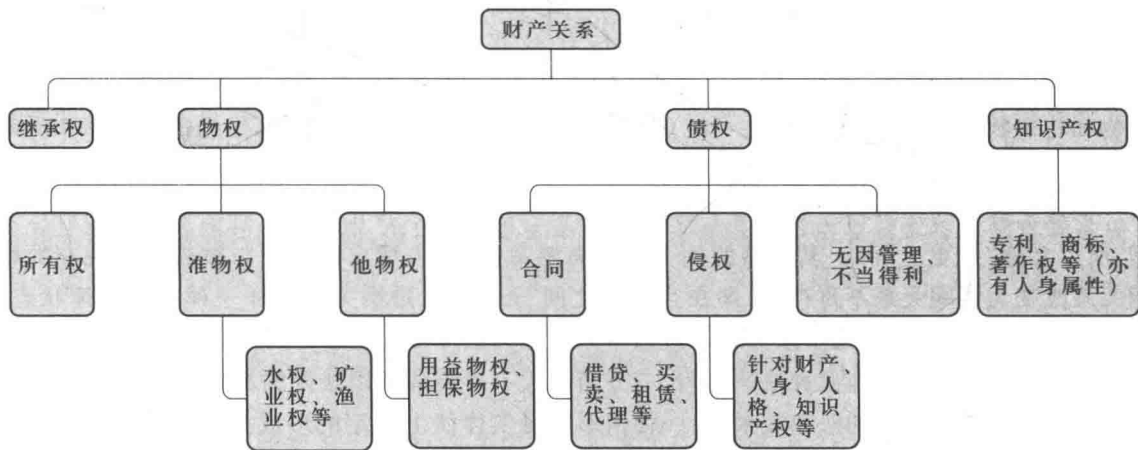 财产关系
继承权
物权
债权
知识产权
所有权
准物权
他物权
合同
侵权
无因管理、
不当得利
专利、商标、
著作权等（亦
有人身属性）
水权、矿
业权、渔
业权等
用益物权、
担保物权
借贷、买
卖、租赁、
代理等
针对财产、
人身、人
格、知识
产权等